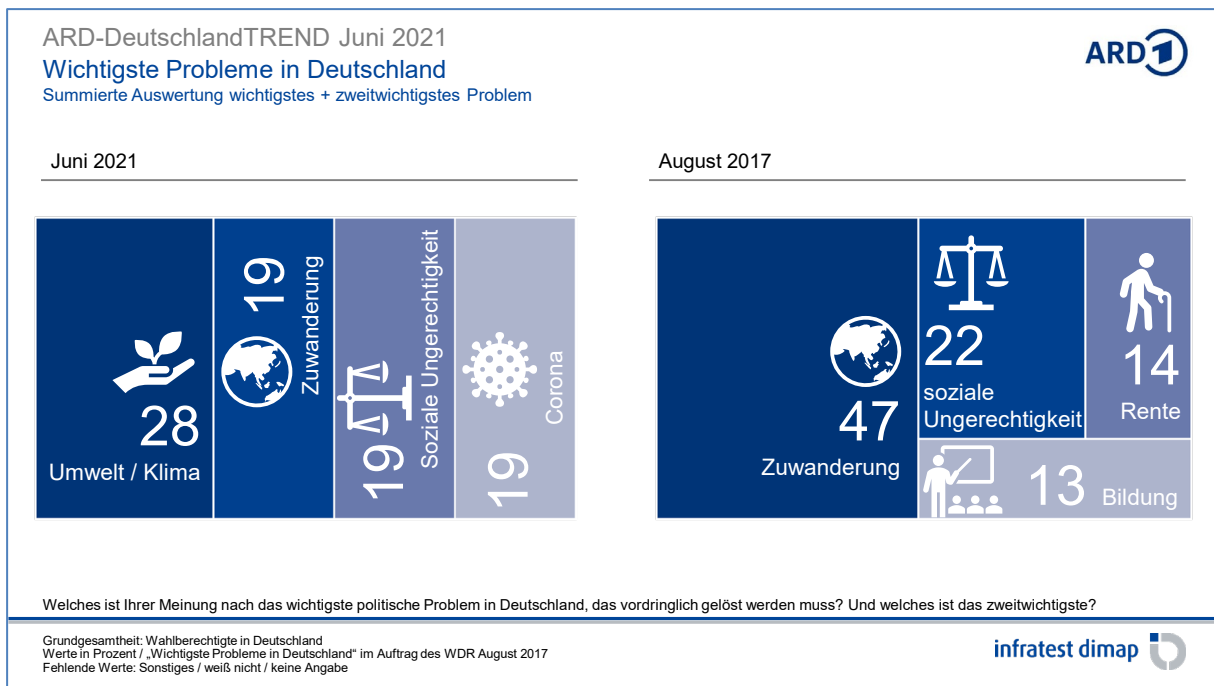 ARD-DeutschlandTREND Juni 2021
Wichtigste Probleme in Deutschland
Summierte Auswertung wichtigstes + zweitwichtigstes Problem
ARD 1
Juni 2021
28
Umwelt / Klima
19
Zuwanderung
19
Soziale Ungerechtigkeit
19
Corona
August 2017
47
Zuwanderung
22
soziale
Ungerechtigkeit
14
Rente
13 Bildung
Welches ist Ihrer Meinung nach das wichtigste politische Problem in Deutschland, das vordringlich gelöst werden muss? Und welches ist das zweitwichtigste?
Grundgesamtheit: Wahlberechtigte in Deutschland
Werte in Prozent / „Wichtigste Probleme in Deutschland“ im Auftrag des WDR August 2017
Fehlende Werte: Sonstiges / weiß nicht / keine Angabe
infratest dimap